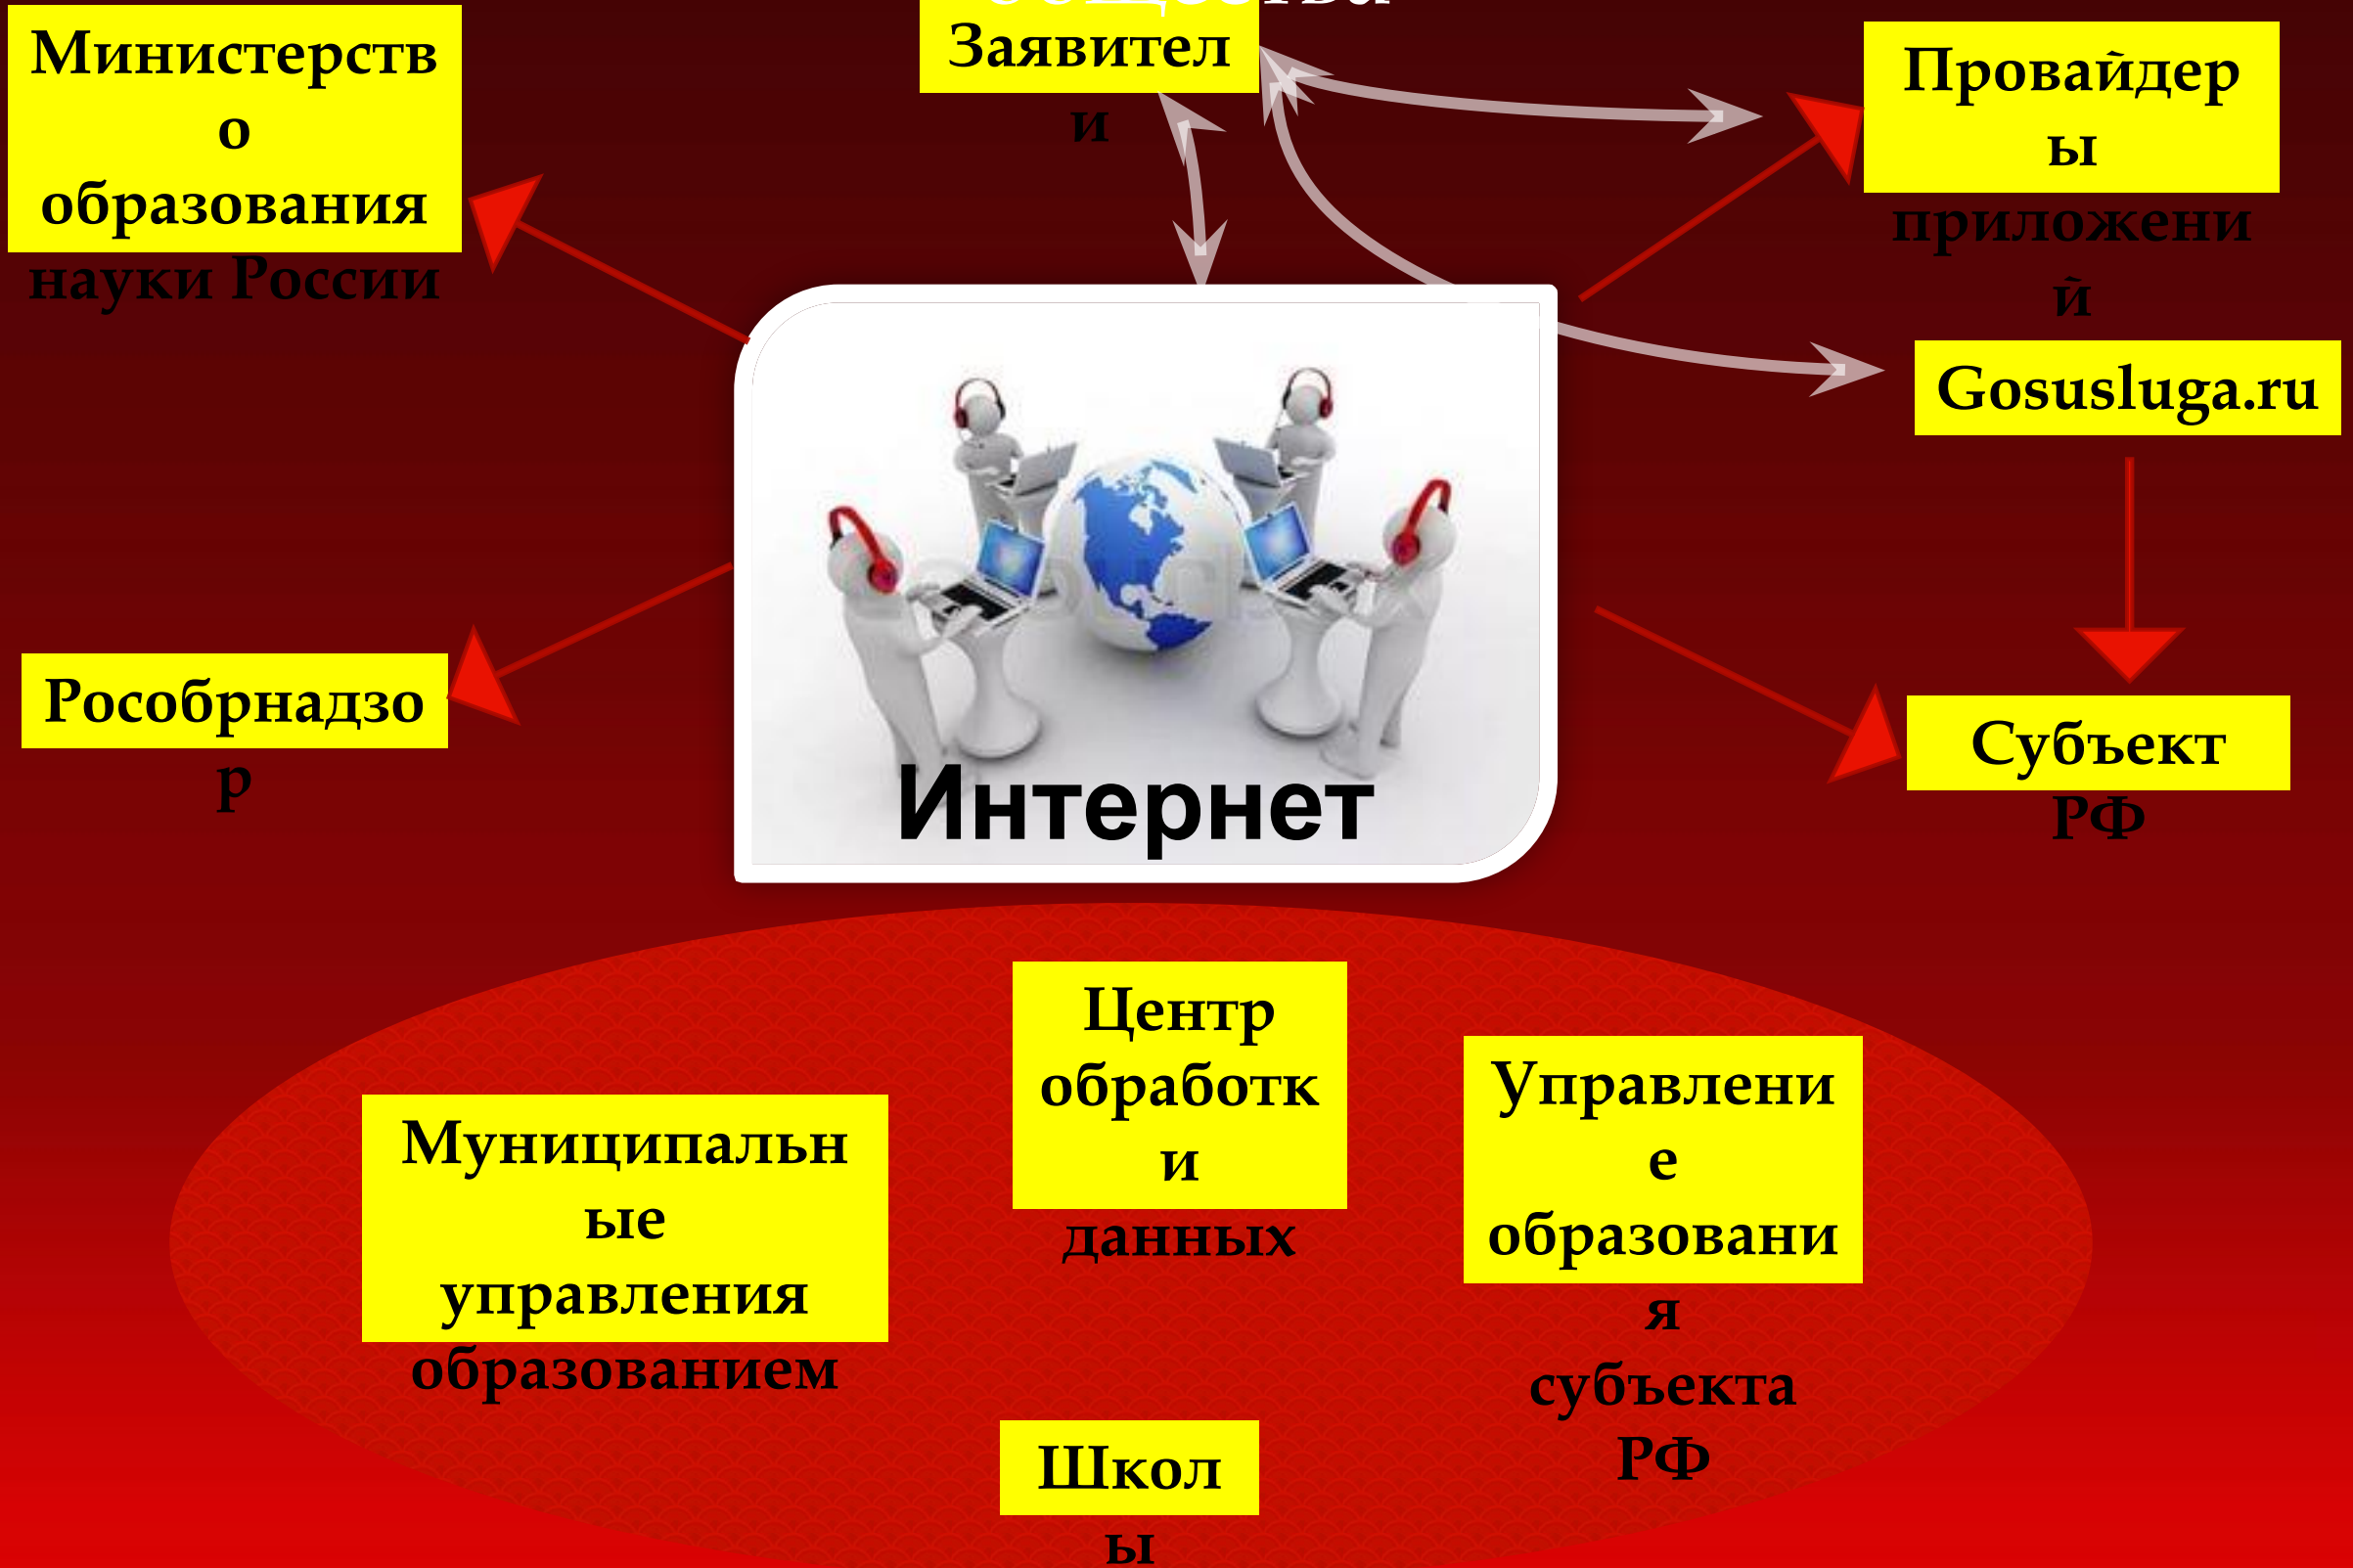 общества
Министерств
о
образования
науки России
Заявител
и
Провайдер
ы
приложени
й
Gosusluga.ru
Рособрнадзо
р
Субъект
РФ
Интернет
Центр
обработк
и
данных
Муниципальн
ые
управления
образованием
Управлени
е
образовани
я
субъекта
РФ
Школ
ы